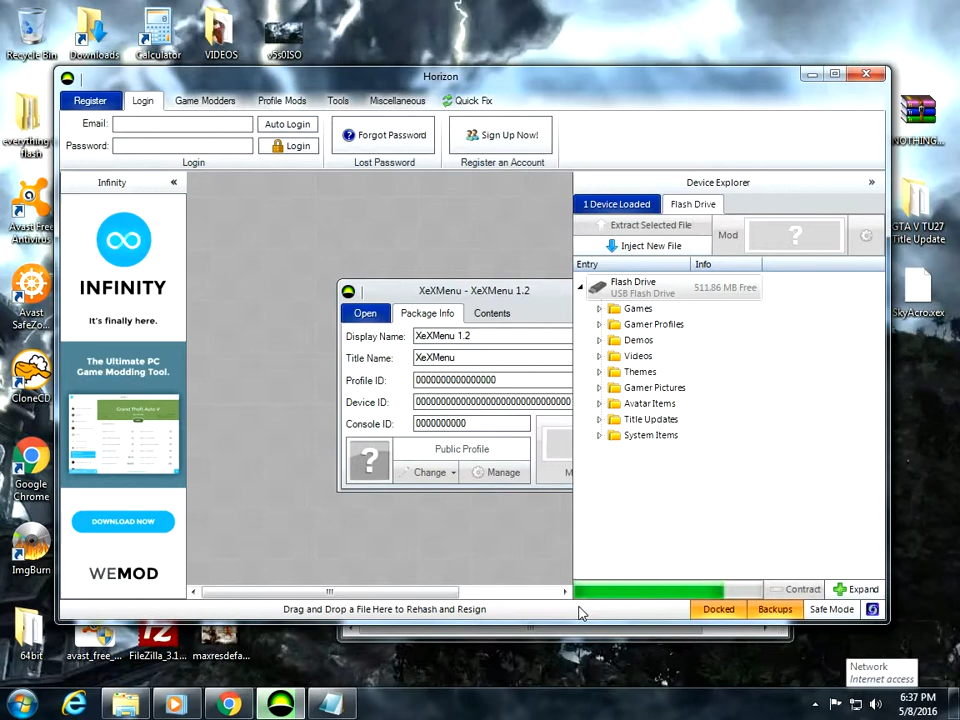 Recycle Bin
Downloads
Calculator
VIDEOS
v5s0ISO
everything flash
Avast Free Antivirus
Avast SafeZo...
CloneCD
Google Chrome
ImgBurn
64bit
avast_free_...
FileZilla_3.1...
maxresdefa...
NOTHING...
GTA V TU27 Title Update
SkyAcro.xex
Horizon
Register
Login
Game Modders
Profile Mods
Tools
Miscellaneous
Quick Fix
Email:
Auto Login
Password:
Login
Login
Forgot Password
Lost Password
Sign Up Now!
Register an Account
Infinity «
INFINITY
It's finally here.
The Ultimate PC
Game Modding Tool.
DOWNLOAD NOW
WEMOD
XeXMenu - XeXMenu 1.2
Open
Package Info
Contents
Display Name: XeXMenu 1.2
Title Name: XeXMenu
Profile ID: 0000000000000000
Device ID: 0000000000000000000000000000
Console ID: 0000000000
?
Public Profile
Change
Manage
M
Device Explorer »
1 Device Loaded
Flash Drive
Extract Selected File
Inject New File
Mod
?
Entry
Info
Flash Drive
USB Flash Drive
511.86 MB Free
Games
Gamer Profiles
Demos
Videos
Themes
Gamer Pictures
Avatar Items
Title Updates
System Items
Contract
Expand
Drag and Drop a File Here to Rehash and Resign
Docked
Backups
Safe Mode
Network
Internet access
6:37 PM
5/8/2016